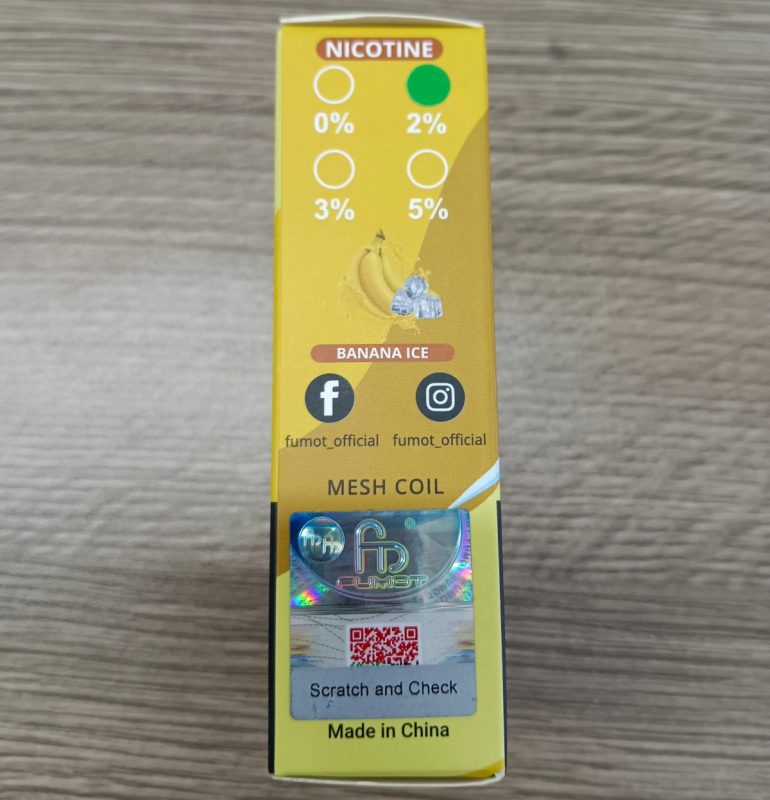 NICOTINE
0% 2%
3% 5%
BANANA ICE
fumot_official fumot_official
MESH COIL
®
FUMOT
Scratch and Check
Made in China